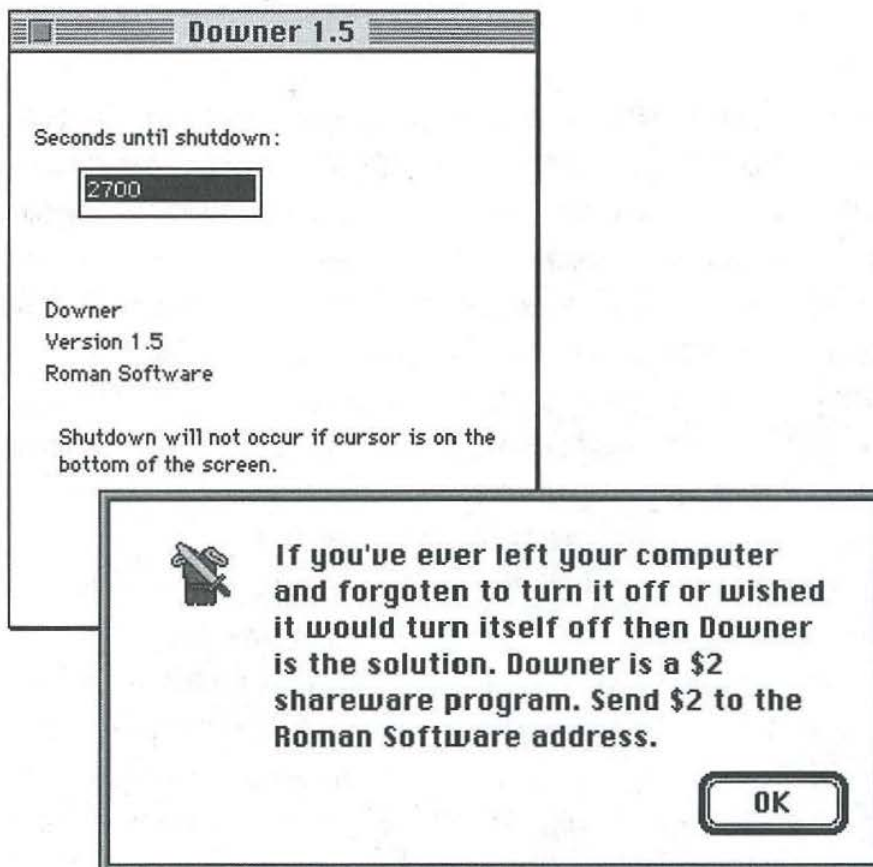 Downer 1.5
Seconds until shutdown:
2700
Downer
Version 1.5
Roman Software
Shutdown will not occur if cursor is on the
bottom of the screen.
If you've ever left your computer
and forgoten to turn it off or wished
it would turn itself off then Downer
is the solution. Downer is a $2
shareware program. Send $2 to the
Roman Software address.
OK